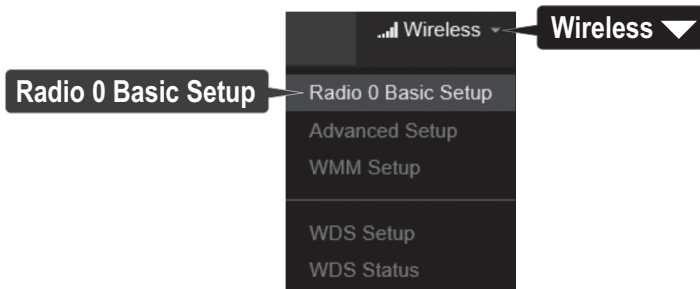 Wireless
Wireless
Radio 0 Basic Setup
Radio 0 Basic Setup
Advanced Setup
WMM Setup
WDS Setup
WDS Status